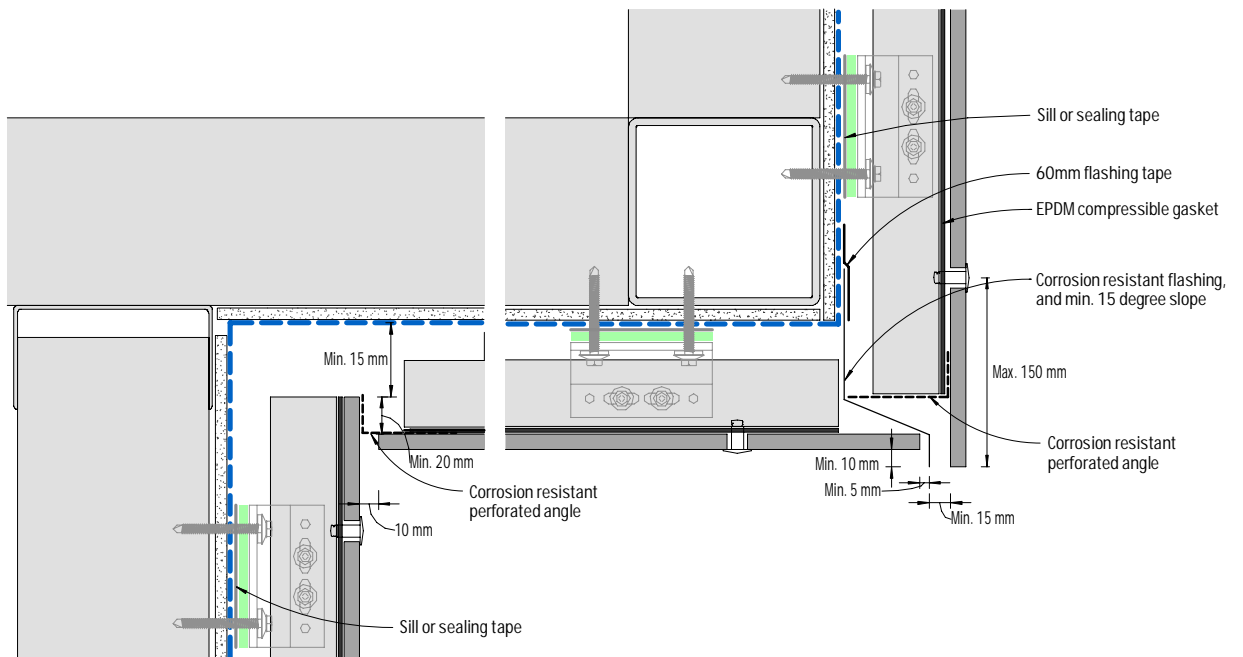 Sill or sealing tape
60mm flashing tape
EPDM compressible gasket
Corrosion resistant flashing,
and min. 15 degree slope
Min. 15 mm
Max. 150 mm
Corrosion resistant
perforated angle
Min. 20 mm
Min. 10 mm
Min. 5 mm
Min. 15 mm
Corrosion resistant
perforated angle
10 mm
Sill or sealing tape